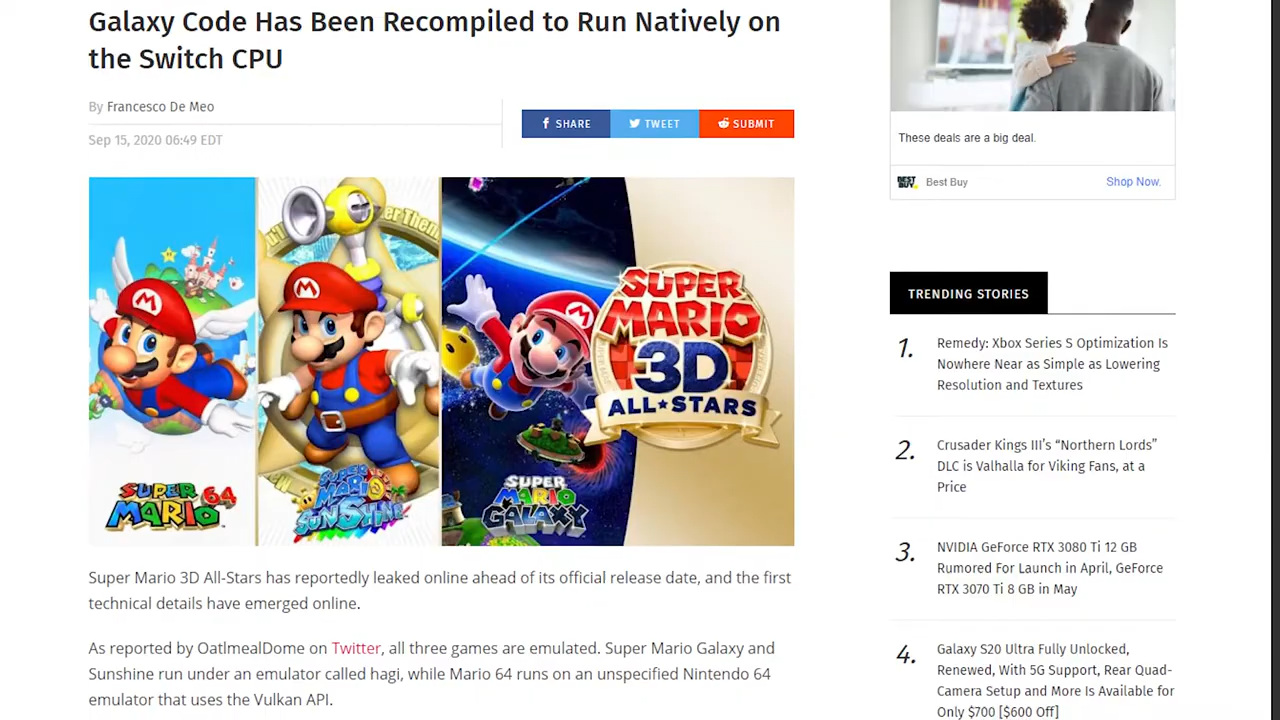 Galaxy Code Has Been Recompiled to Run Natively on
the Switch CPU
By Francesco De Meo
Sep 15, 2020 06:49 EDT
SHARE
TWEET
SUBMIT
SUPER
MARIO 64
SUPER
MARIO
SUNSHINE
SUPER
MARIO
GALAXY
SUPER
MARIO
3D
ALL★STARS
Super Mario 3D All-Stars has reportedly leaked online ahead of its official release date, and the first
technical details have emerged online.
As reported by OatlmealDome on Twitter, all three games are emulated. Super Mario Galaxy and
Sunshine run under an emulator called hagi, while Mario 64 runs on an unspecified Nintendo 64
emulator that uses the Vulkan API.
These deals are a big deal.
BEST
BUY
Best Buy
Shop Now.
TRENDING STORIES
1.
Remedy: Xbox Series S Optimization Is
Nowhere Near as Simple as Lowering
Resolution and Textures
2.
Crusader Kings III’s “Northern Lords”
DLC is Valhalla for Viking Fans, at a
Price
3.
NVIDIA GeForce RTX 3080 Ti 12 GB
Rumored For Launch in April, GeForce
RTX 3070 Ti 8 GB in May
4.
Galaxy S20 Ultra Fully Unlocked,
Renewed, With 5G Support, Rear Quad-
Camera Setup and More Is Available for
Only $700 [$600 Off]